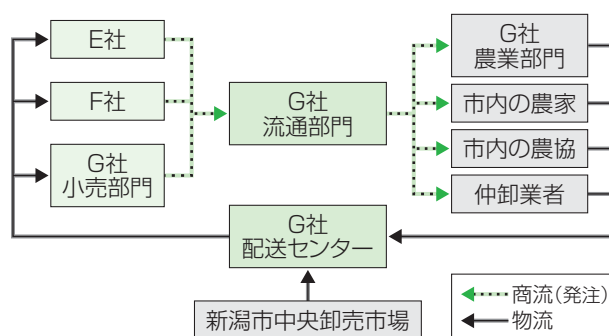 E社
F社
G社
小売部門
G社
流通部門
G社
配送センター
新潟市中央卸売市場
G社
農業部門
市内の農家
市内の農協
仲卸業者
商流(発注)
物流